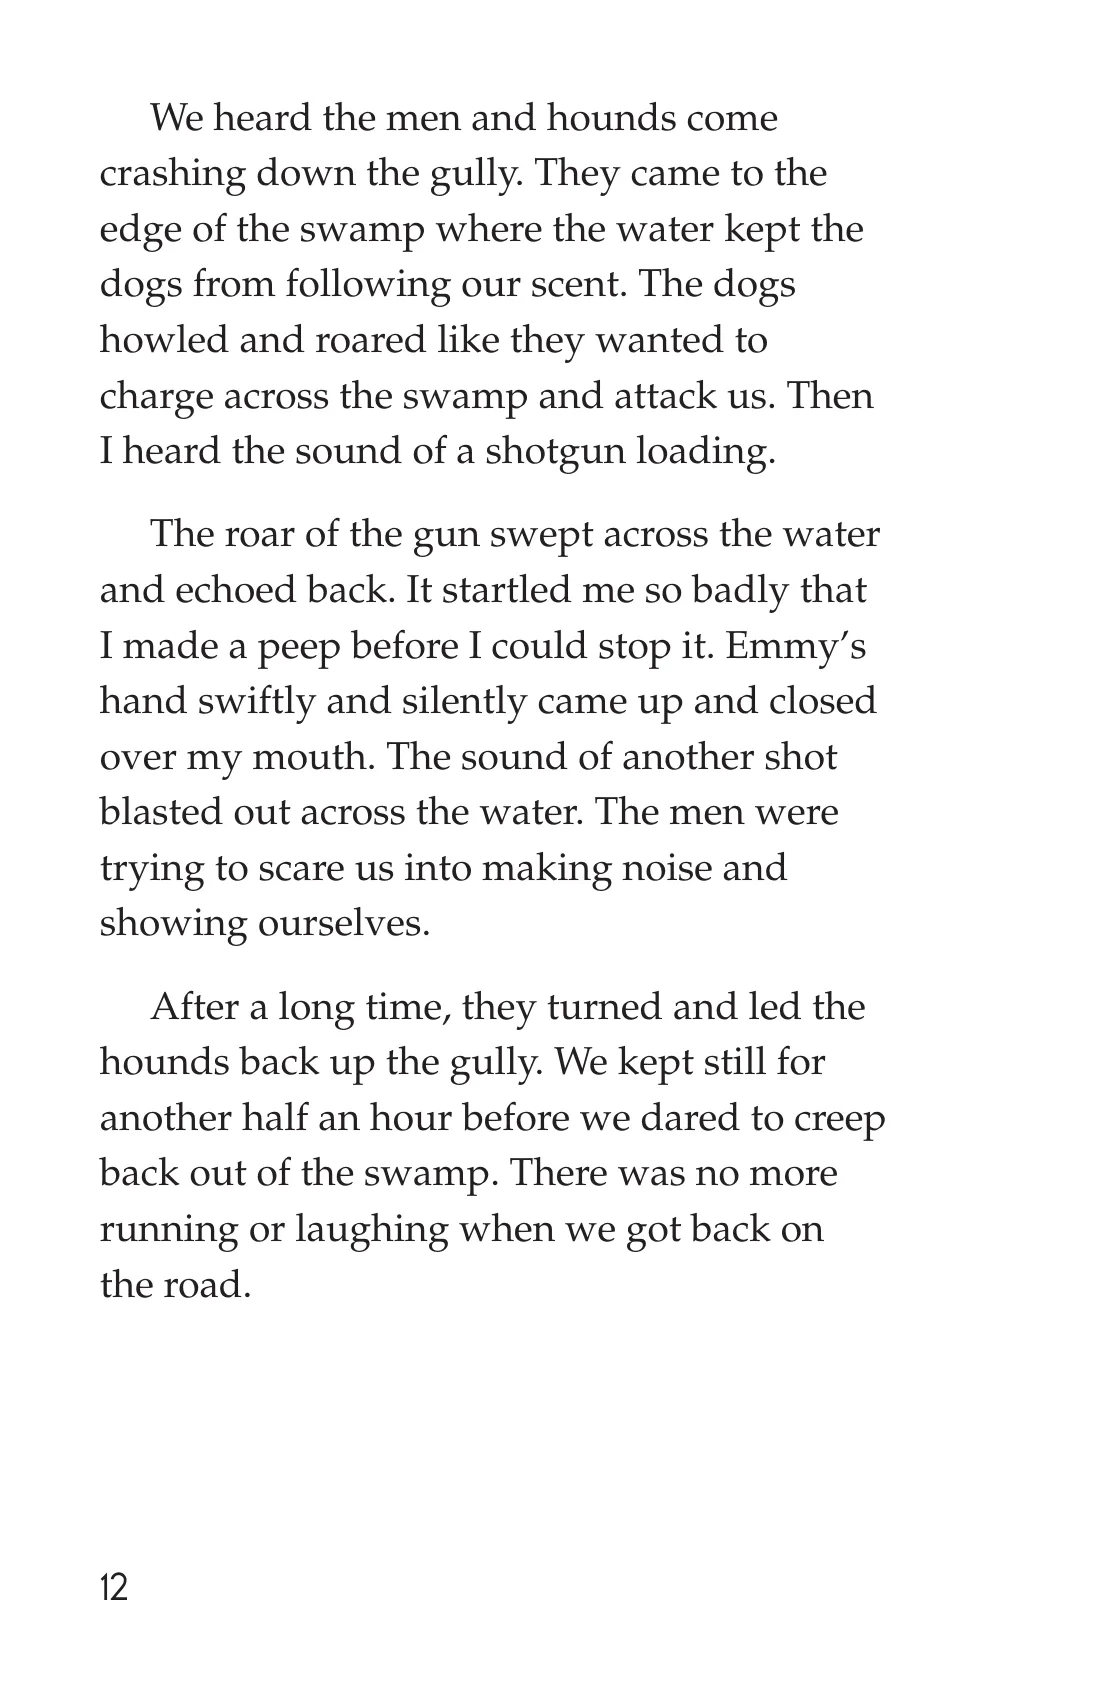 We heard the men and hounds come
crashing down the gully. They came to the
edge of the swamp where the water kept the
dogs from following our scent. The dogs
howled and roared like they wanted to
charge across the swamp and attack us. Then
I heard the sound of a shotgun loading.
The roar of the gun swept across the water
and echoed back. It startled me so badly that
I made a peep before I could stop it. Emmy’s
hand swiftly and silently came up and closed
over my mouth. The sound of another shot
blasted out across the water. The men were
trying to scare us into making noise and
showing ourselves.
After a long time, they turned and led the
hounds back up the gully. We kept still for
another half an hour before we dared to creep
back out of the swamp. There was no more
running or laughing when we got back on
the road.
12